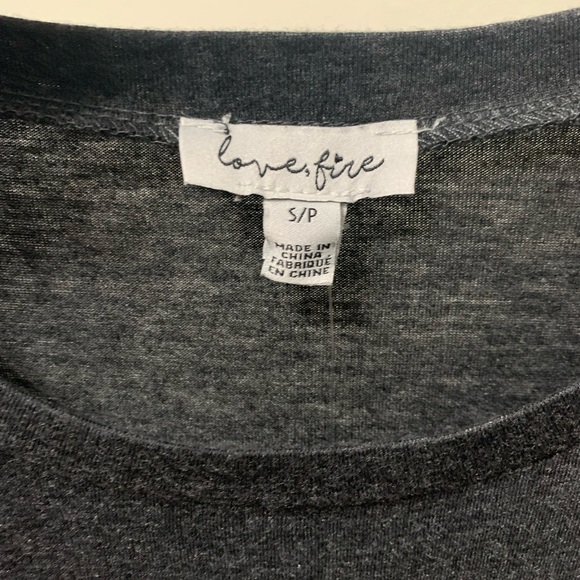 love, fire
S/P
MADE IN
CHINA
FABRIQUÉ
EN CHINE